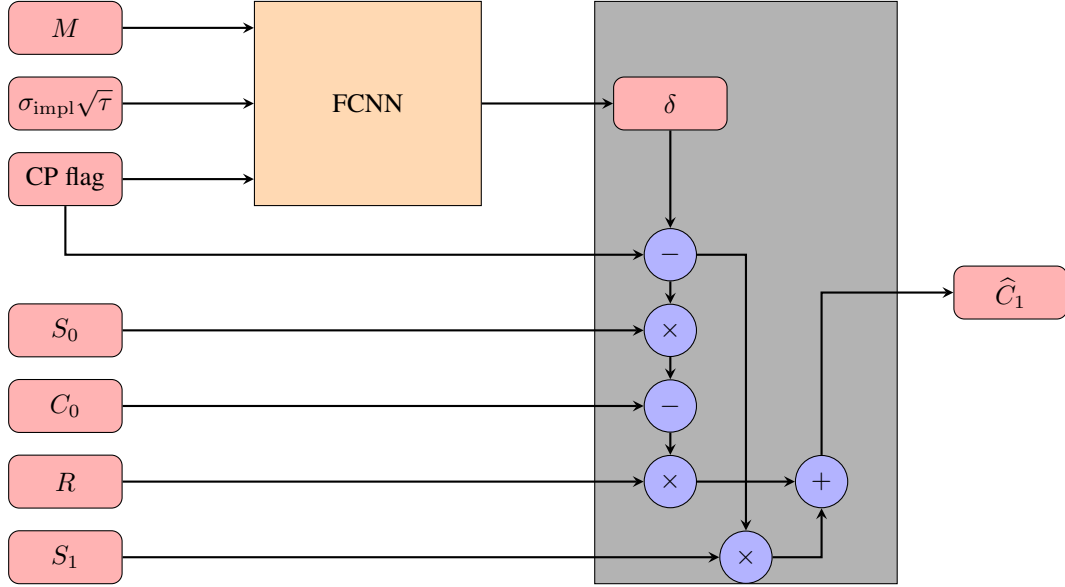 M
σ_impl√τ
FCNN
δ
CP flag
−
S_0
×
Ĉ_1
C_0
−
R
×
+
S_1
×